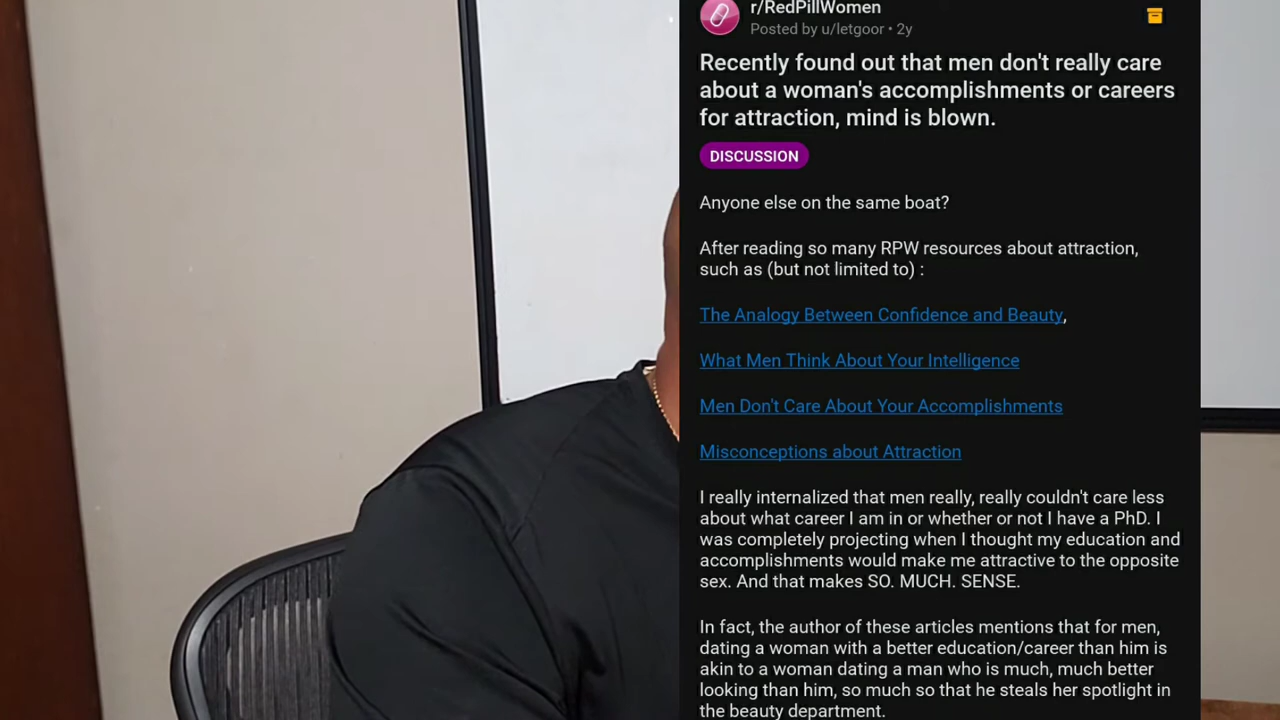 r/RedPillWomen
Posted by u/letgoor • 2y
Recently found out that men don't really care
about a woman's accomplishments or careers
for attraction, mind is blown.
DISCUSSION
Anyone else on the same boat?
After reading so many RPW resources about attraction,
such as (but not limited to) :
The Analogy Between Confidence and Beauty,
What Men Think About Your Intelligence
Men Don't Care About Your Accomplishments
Misconceptions about Attraction
I really internalized that men really, really couldn't care less
about what career I am in or whether or not I have a PhD. I
was completely projecting when I thought my education and
accomplishments would make me attractive to the opposite
sex. And that makes SO. MUCH. SENSE.
In fact, the author of these articles mentions that for men,
dating a woman with a better education/career than him is
akin to a woman dating a man who is much, much better
looking than him, so much so that he steals her spotlight in
the beauty department.